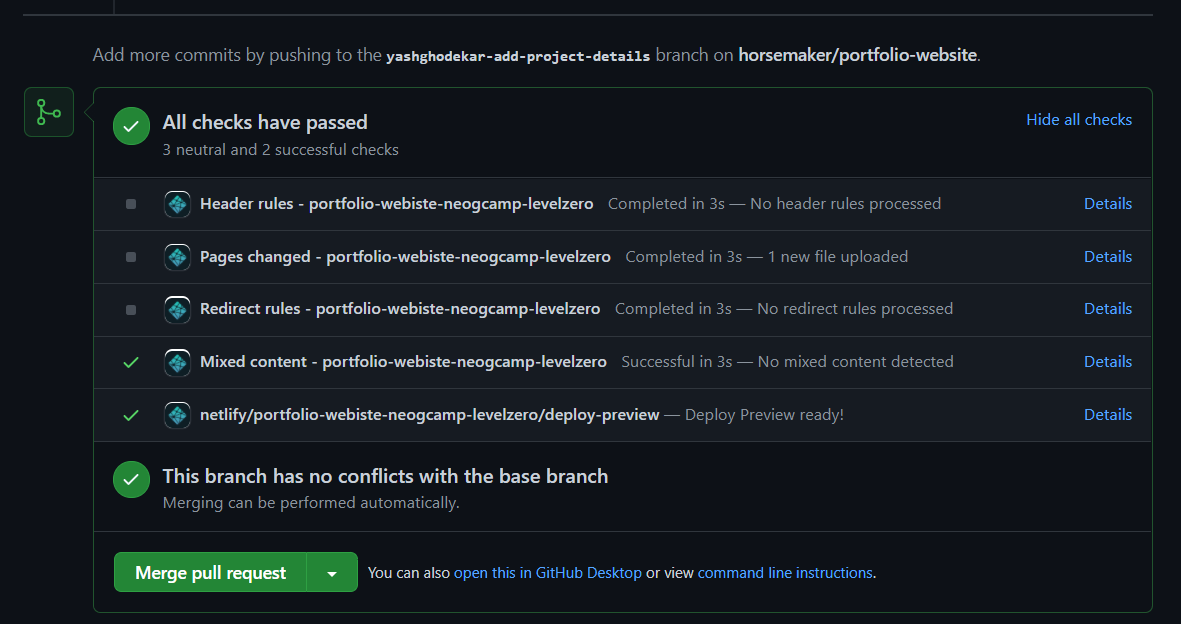 Add more commits by pushing to the yashghodekar-add-project-details branch on horsemaker/portfolio-website.
All checks have passed
Hide all checks
3 neutral and 2 successful checks
Header rules - portfolio-webiste-neogcamp-levelzero Completed in 3s — No header rules processed Details
Pages changed - portfolio-webiste-neogcamp-levelzero Completed in 3s — 1 new file uploaded Details
Redirect rules - portfolio-webiste-neogcamp-levelzero Completed in 3s — No redirect rules processed Details
Mixed content - portfolio-webiste-neogcamp-levelzero Successful in 3s — No mixed content detected Details
netlify/portfolio-webiste-neogcamp-levelzero/deploy-preview — Deploy Preview ready! Details
This branch has no conflicts with the base branch
Merging can be performed automatically.
Merge pull request You can also open this in GitHub Desktop or view command line instructions.